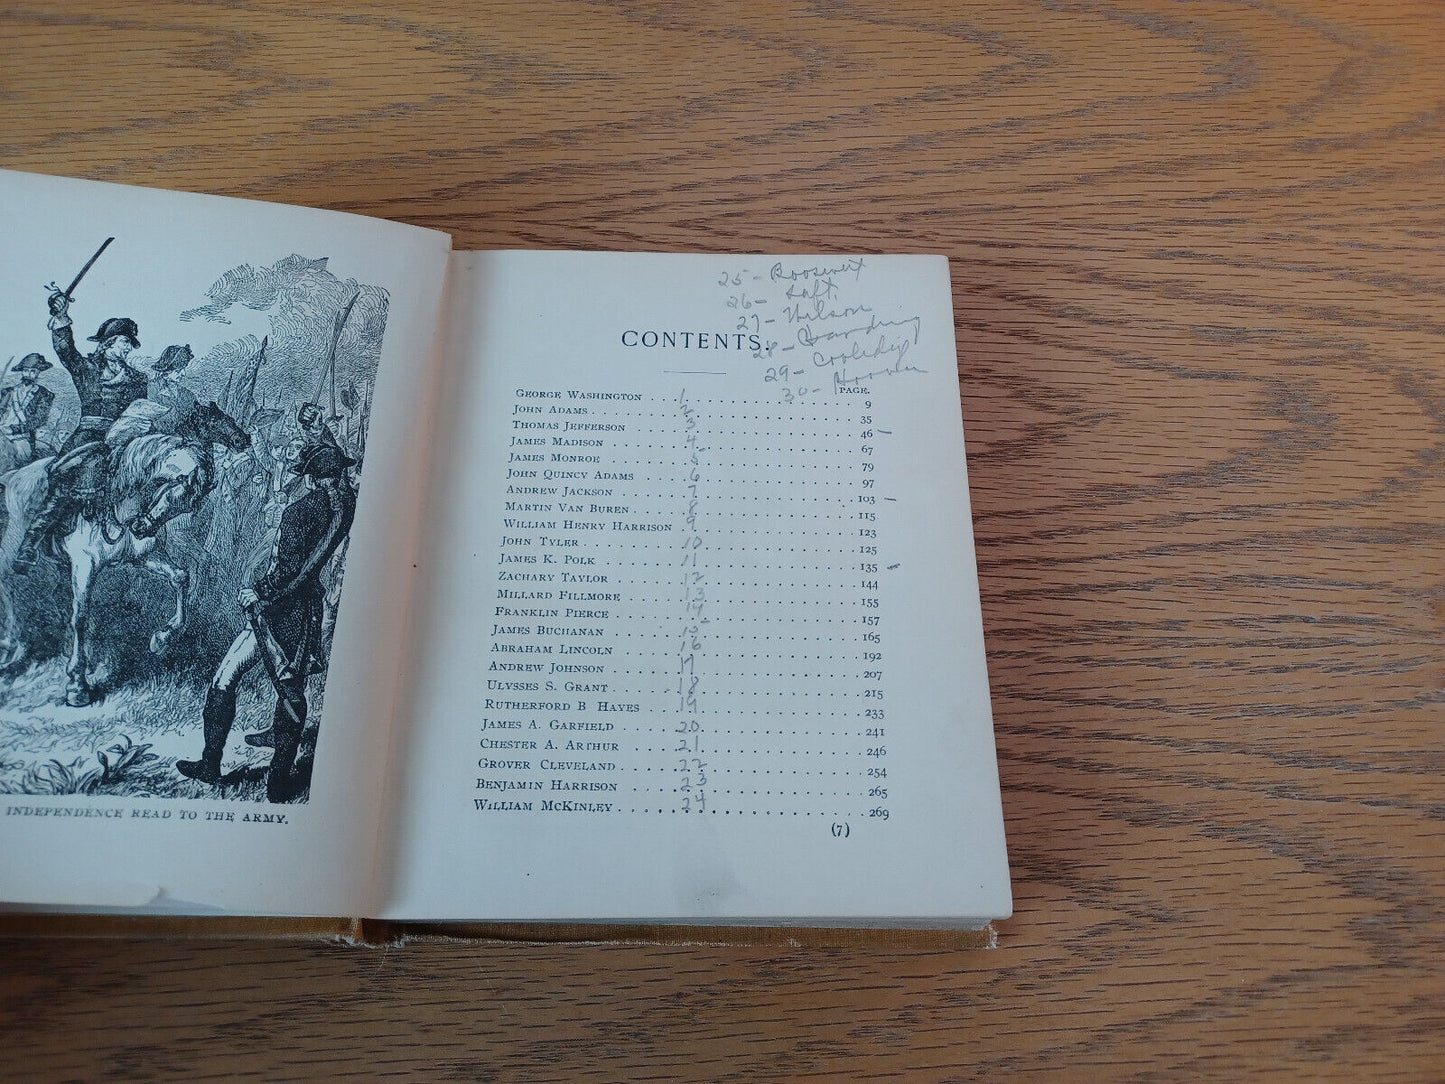 25 - Roosevelt
26 - Taft
27 - Wilson
28 - Harding
29 - Coolidg
30 - Hoover
CONTENTS.
PAGE.
GEORGE WASHINGTON . . . 1 . . . 9
JOHN ADAMS . . . 2 . . . 35
THOMAS JEFFERSON . . . 3 . . . 46 -
JAMES MADISON . . . 4 . . . 67
JAMES MONROE . . . 5 . . . 79
JOHN QUINCY ADAMS . . . 6 . . . 97
ANDREW JACKSON . . . 7 . . . 103 -
MARTIN VAN BUREN . . . 8 . . . 115
WILLIAM HENRY HARRISON . . . 9 . . . 123
JOHN TYLER . . . 10 . . . 125
JAMES K. POLK . . . 11 . . . 135 -
ZACHARY TAYLOR . . . 12 . . . 144
MILLARD FILLMORE . . . 13 . . . 155
FRANKLIN PIERCE . . . 14 . . . 157
JAMES BUCHANAN . . . 15 . . . 165
ABRAHAM LINCOLN . . . 16 . . . 192
ANDREW JOHNSON . . . 17 . . . 207
ULYSSES S. GRANT . . . 18 . . . 215
RUTHERFORD B HAYES . . . 19 . . . 233
JAMES A. GARFIELD . . . 20 . . . 241
CHESTER A. ARTHUR . . . 21 . . . 246
GROVER CLEVELAND . . . 22 . . . 254
BENJAMIN HARRISON . . . 23 . . . 265
WILLIAM MCKINLEY . . . 24 . . . 269
(7)
INDEPENDENCE READ TO THE ARMY.